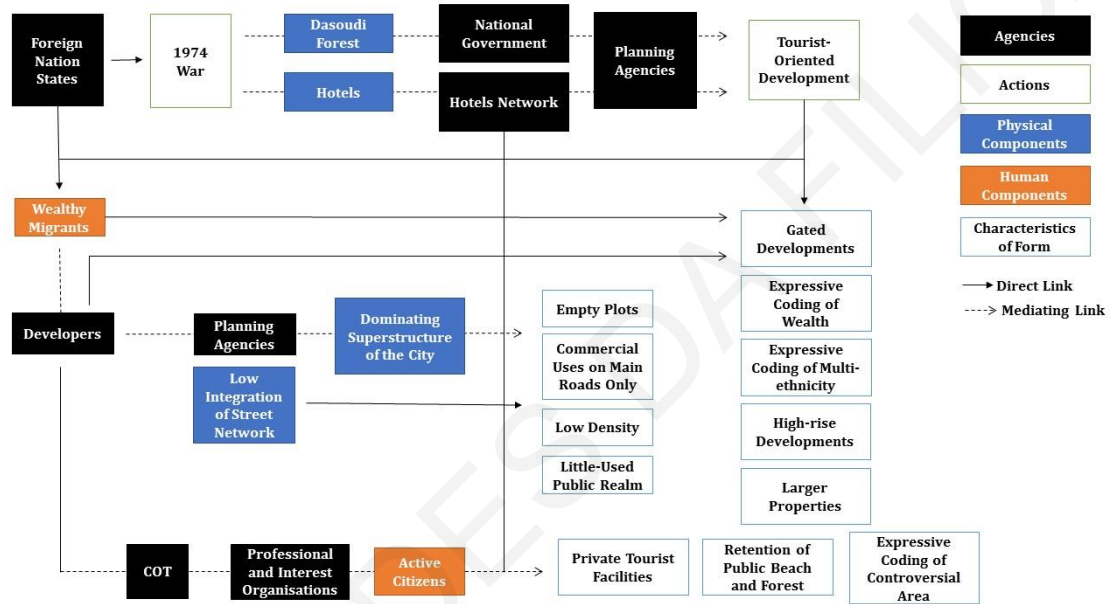 Foreign
Nation
States
1974
War
Dasoudi
Forest
Hotels
National
Government
Hotels Network
Planning
Agencies
Tourist-
Oriented
Development
Agencies
Actions
Physical
Components
Human
Components
Characteristics
of Form
Direct Link
Mediating Link
Wealthy
Migrants
Gated
Developments
Expressive
Coding of
Wealth
Expressive
Coding of Multi-
ethnicity
High-rise
Developments
Larger
Properties
Developers
Planning
Agencies
Dominating
Superstructure
of the City
Low
Integration
of Street
Network
Empty Plots
Commercial
Uses on Main
Roads Only
Low Density
Little-Used
Public Realm
COT
Professional
and Interest
Organisations
Active
Citizens
Private Tourist
Facilities
Retention of
Public Beach
and Forest
Expressive
Coding of
Controversial
Area